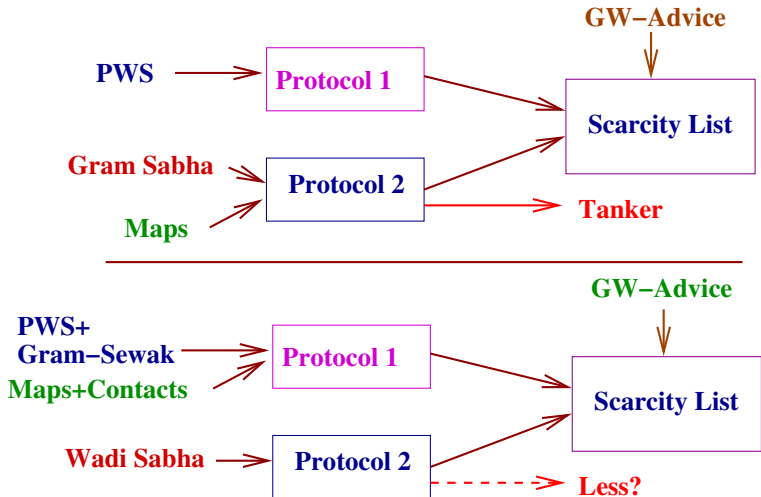 GW−Advice
PWS
Protocol 1
Scarcity List
Gram Sabha
Protocol 2
Tanker
Maps
GW−Advice
PWS+
Gram−Sewak
Protocol 1
Maps+Contacts
Scarcity List
Wadi Sabha
Protocol 2
Less?